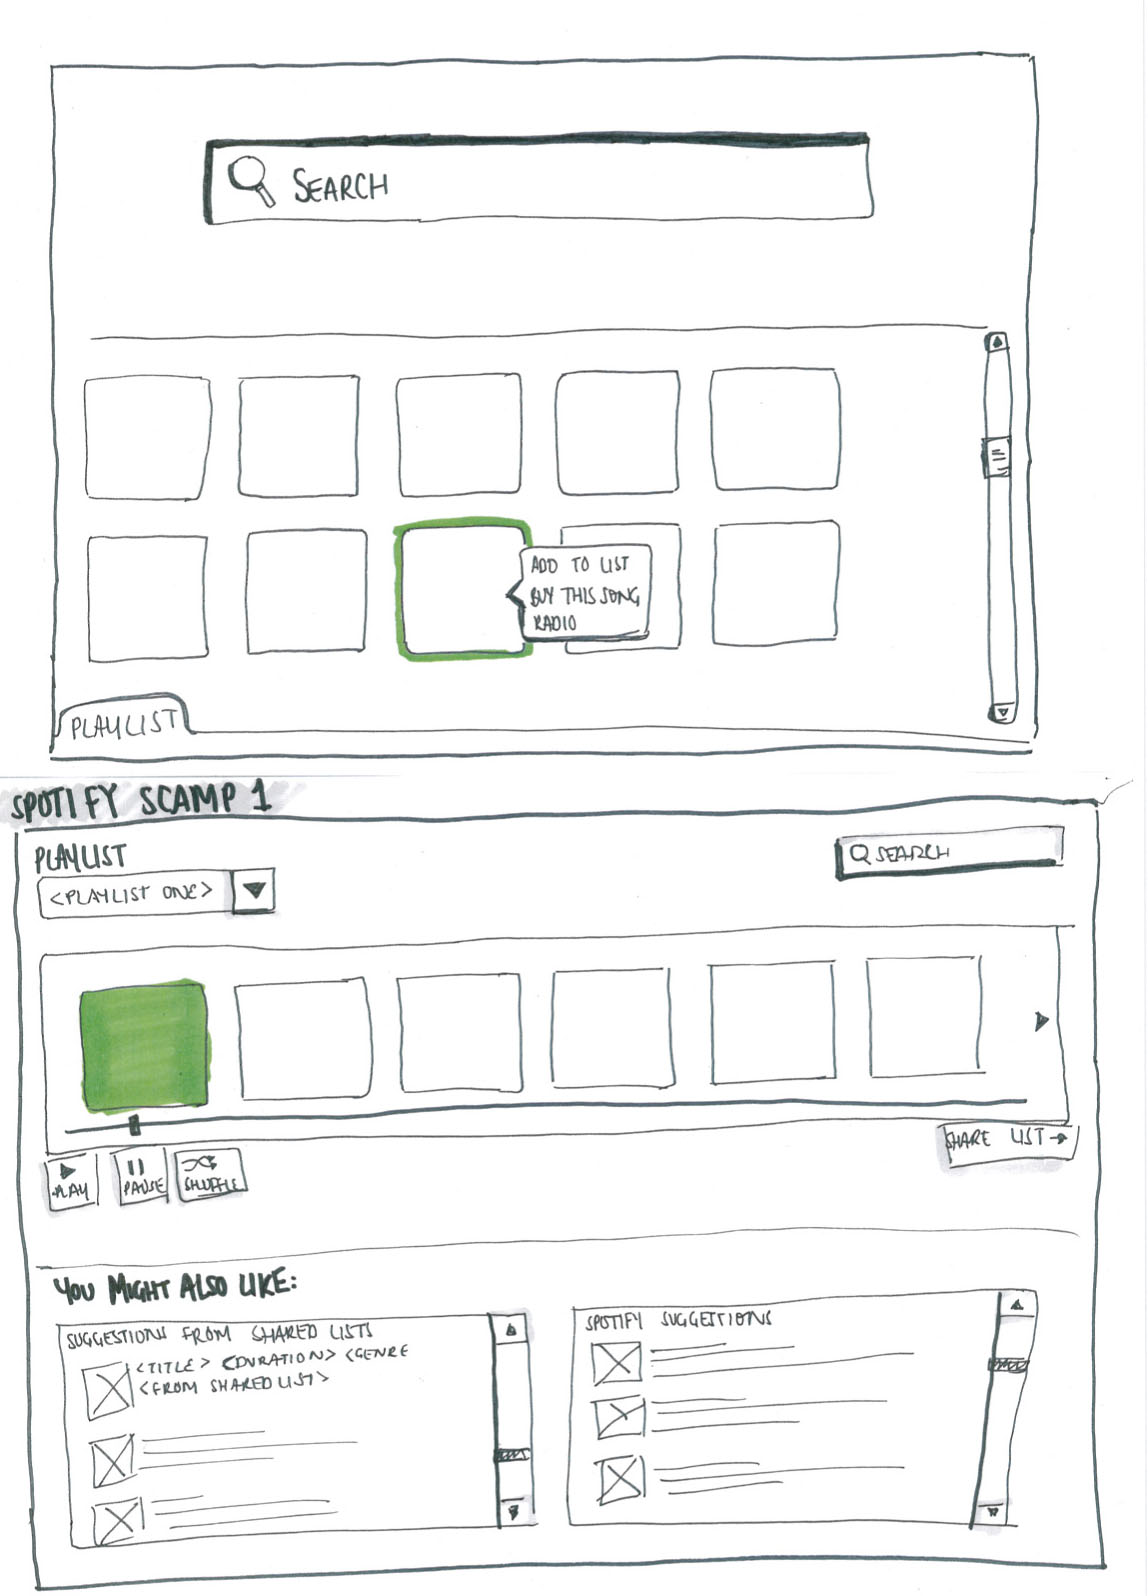 SEARCH
ADD TO LIST
BUY THIS SONG
RADIO
PLAYLIST
SPOTIFY SCAMP 1
PLAYLIST
<PLAYLIST ONE>
SEARCH
SHARE LIST
PLAY
PAUSE
SHUFFLE
YOU MIGHT ALSO LIKE:
SUGGESTIONS FROM SHARED LISTS
<TITLE> <DURATION> <GENRE
<FROM SHARED LIST>
SPOTIFY SUGGESTIONS